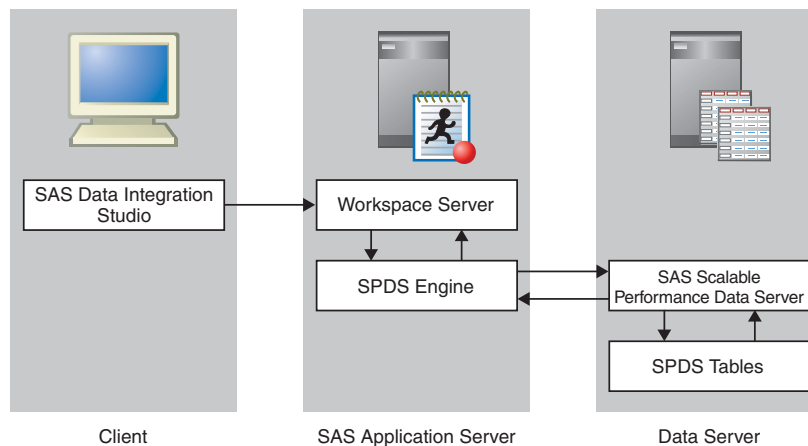 SAS Data Integration
Studio
Workspace Server
SPDS Engine
SAS Scalable
Performance Data Server
SPDS Tables
Client
SAS Application Server
Data Server